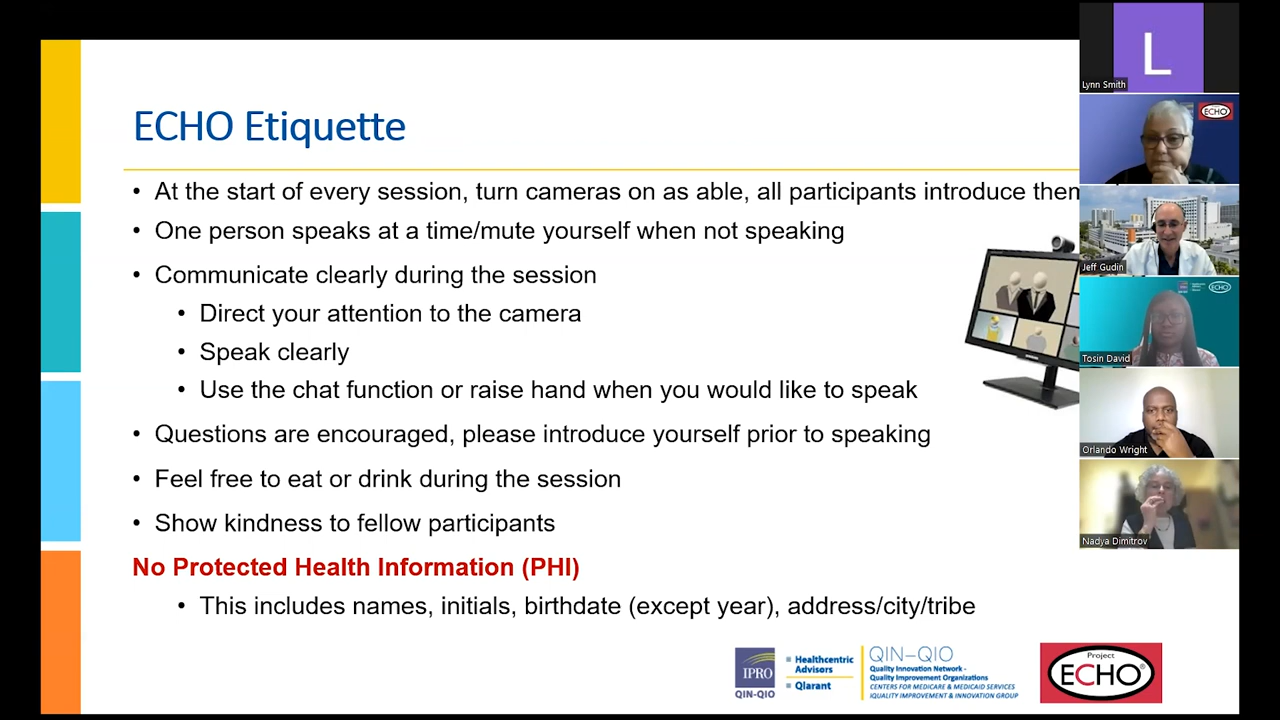 ECHO Etiquette
• At the start of every session, turn cameras on as able, all participants introduce them
• One person speaks at a time/mute yourself when not speaking
• Communicate clearly during the session
• Direct your attention to the camera
• Speak clearly
• Use the chat function or raise hand when you would like to speak
• Questions are encouraged, please introduce yourself prior to speaking
• Feel free to eat or drink during the session
• Show kindness to fellow participants
No Protected Health Information (PHI)
• This includes names, initials, birthdate (except year), address/city/tribe
IPRO
QIN-QIO
Healthcentric
Advisors
Qlarant
QIN–QIO
Quality Innovation Network -
Quality Improvement Organizations
CENTERS FOR MEDICARE & MEDICAID SERVICES
iQUALITY IMPROVEMENT & INNOVATION GROUP
Project
ECHO®
L
Lynn Smith
ECHO
Jeff Gudin
ECHO
Tosin David
Orlando Wright
Nadya Dimitrov